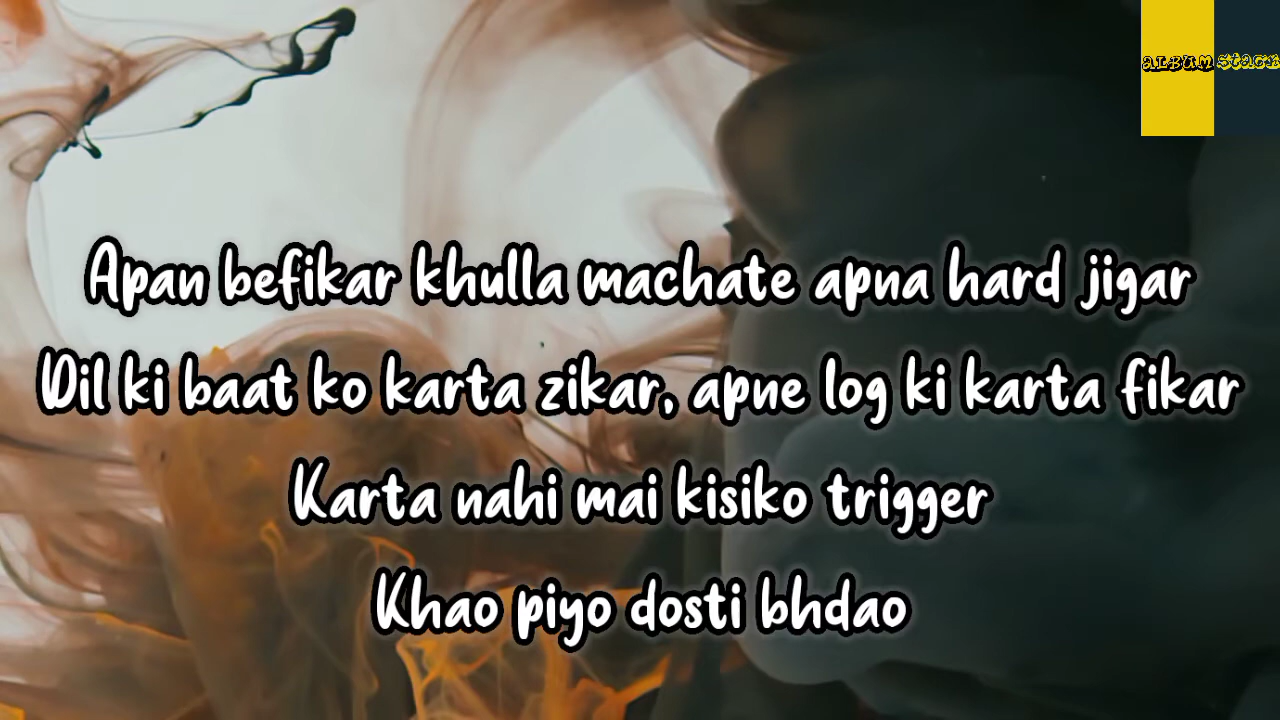 ALBUM STACK
Apan befikar khulla machate apna hard jigar
Dil ki baat ko karta zikar, apne log ki karta fikar
Karta nahi mai kisiko trigger
Khao piyo dosti bhdao